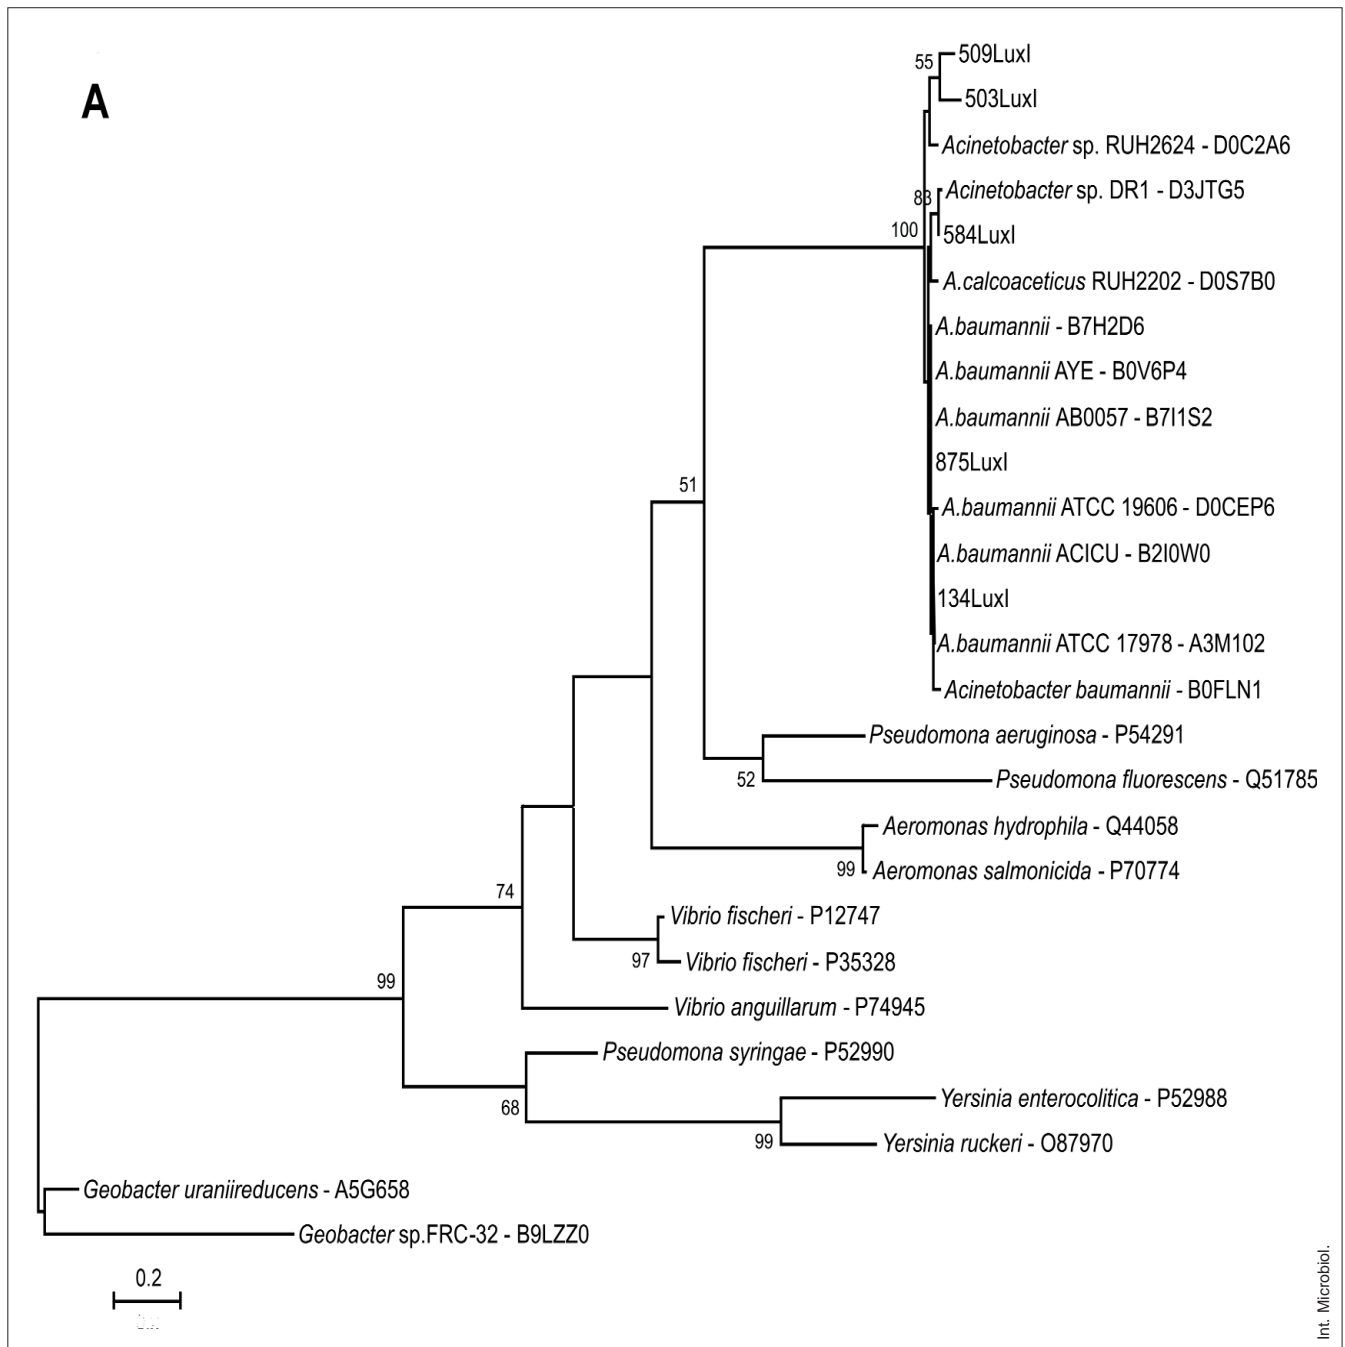 A
55
509LuxI
503LuxI
Acinetobacter sp. RUH2624 - D0C2A6
Acinetobacter sp. DR1 - D3JTG5
83
584LuxI
100
A.calcoaceticus RUH2202 - D0S7B0
A.baumannii - B7H2D6
A.baumannii AYE - B0V6P4
A.baumannii AB0057 - B7I1S2
875LuxI
51
A.baumannii ATCC 19606 - D0CEP6
A.baumannii ACICU - B2I0W0
134LuxI
A.baumannii ATCC 17978 - A3M102
Acinetobacter baumannii - B0FLN1
Pseudomona aeruginosa - P54291
52
Pseudomona fluorescens - Q51785
Aeromonas hydrophila - Q44058
99
Aeromonas salmonicida - P70774
74
Vibrio fischeri - P12747
97
Vibrio fischeri - P35328
99
Vibrio anguillarum - P74945
Pseudomona syringae - P52990
68
Yersinia enterocolitica - P52988
99
Yersinia ruckeri - O87970
Geobacter uraniireducens - A5G658
Geobacter sp.FRC-32 - B9LZZ0
0.2
Int. Microbiol.